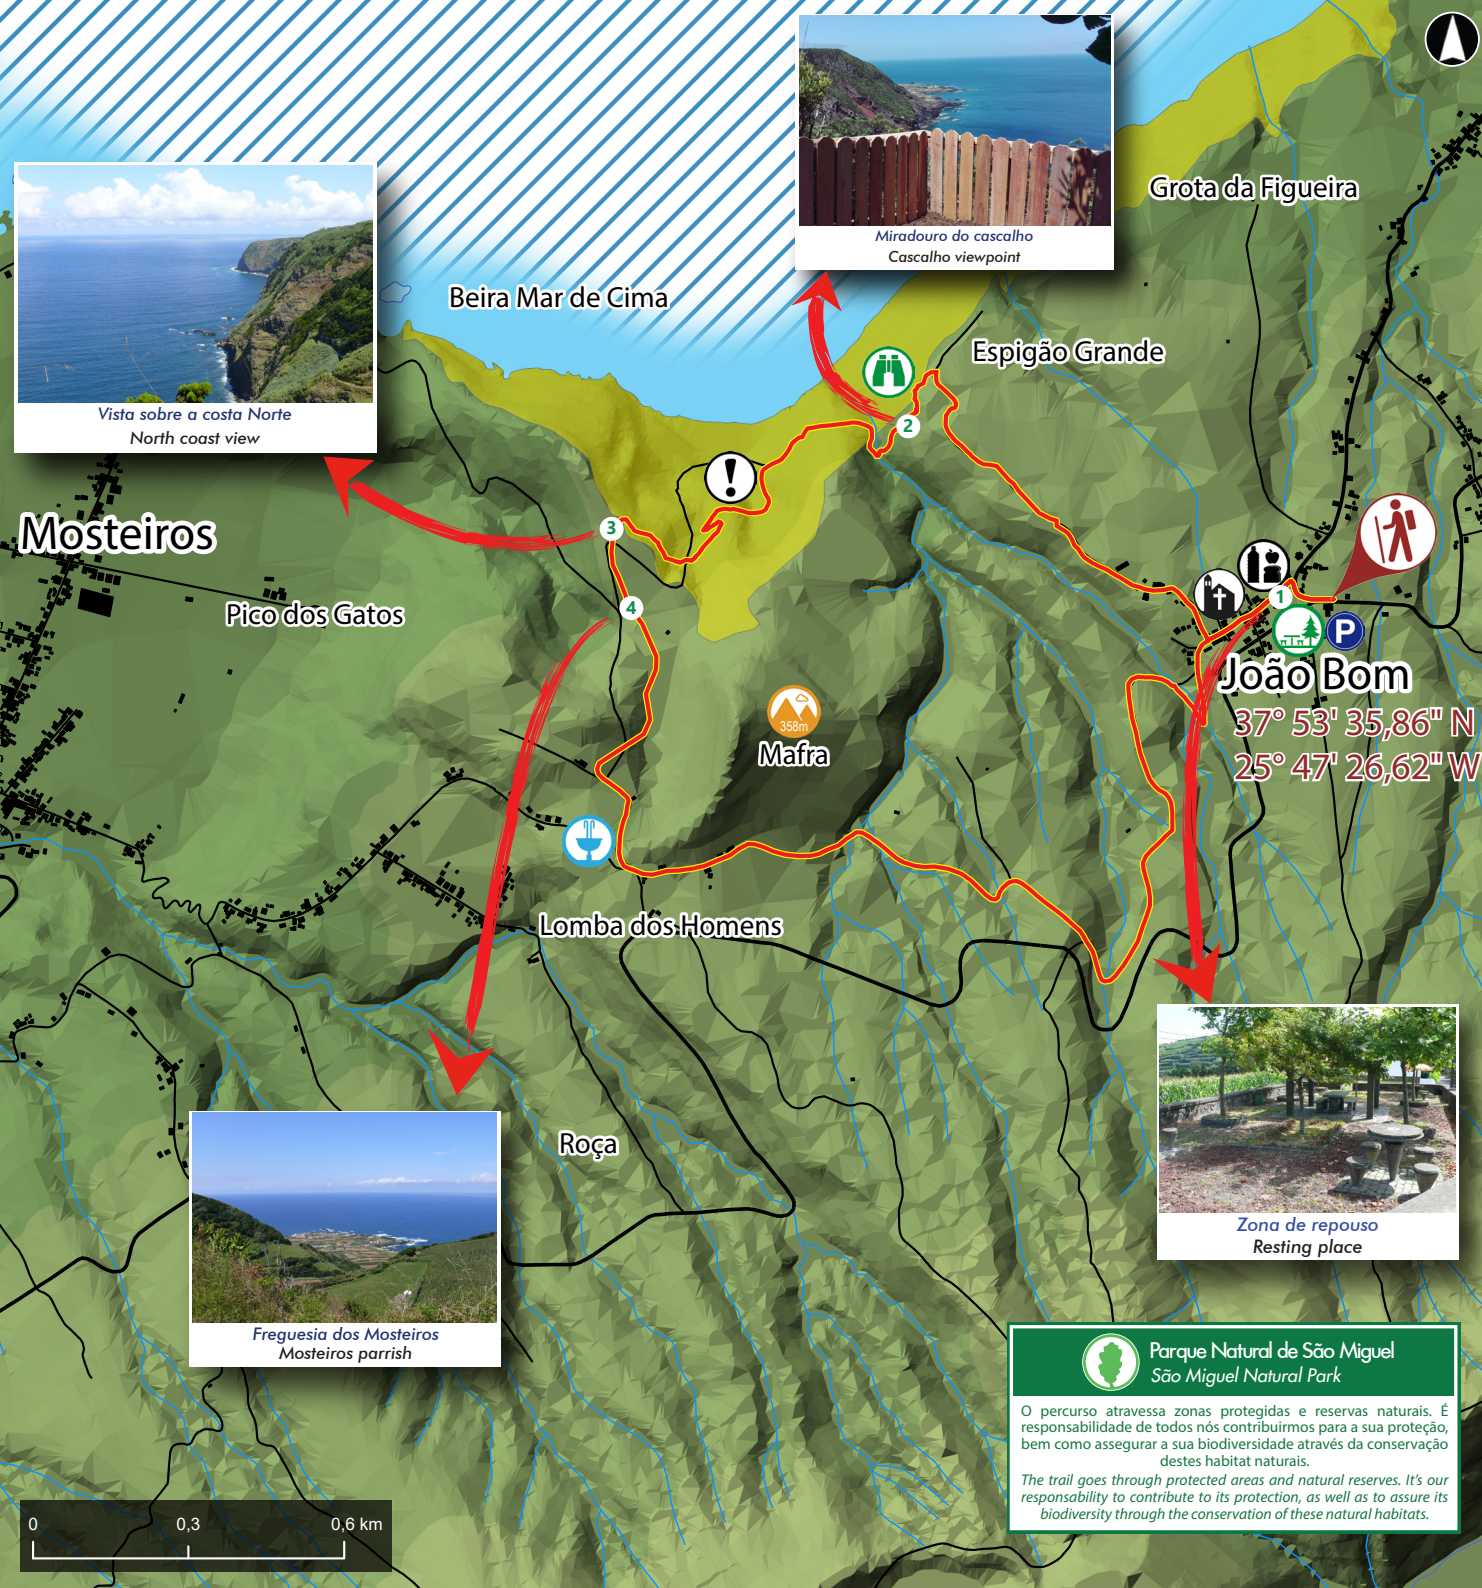 Miradouro do cascalho
Cascalho viewpoint
Grota da Figueira
Beira Mar de Cima
Espigão Grande
Vista sobre a costa Norte
North coast view
2
!
3
Mosteiros
Pico dos Gatos
4
1
P
João Bom
37° 53' 35,86" N
25° 47' 26,62" W
358m
Mafra
Lomba dos Homens
Roça
Zona de repouso
Resting place
Freguesia dos Mosteiros
Mosteiros parrish
Parque Natural de São Miguel
São Miguel Natural Park
O percurso atravessa zonas protegidas e reservas naturais. É
responsabilidade de todos nós contribuirmos para a sua proteção,
bem como assegurar a sua biodiversidade através da conservação
destes habitat naturais.
The trail goes through protected areas and natural reserves. It's our
responsability to contribute to its protection, as well as to assure its
biodiversity through the conservation of these natural habitats.
0 0,3 0,6 km